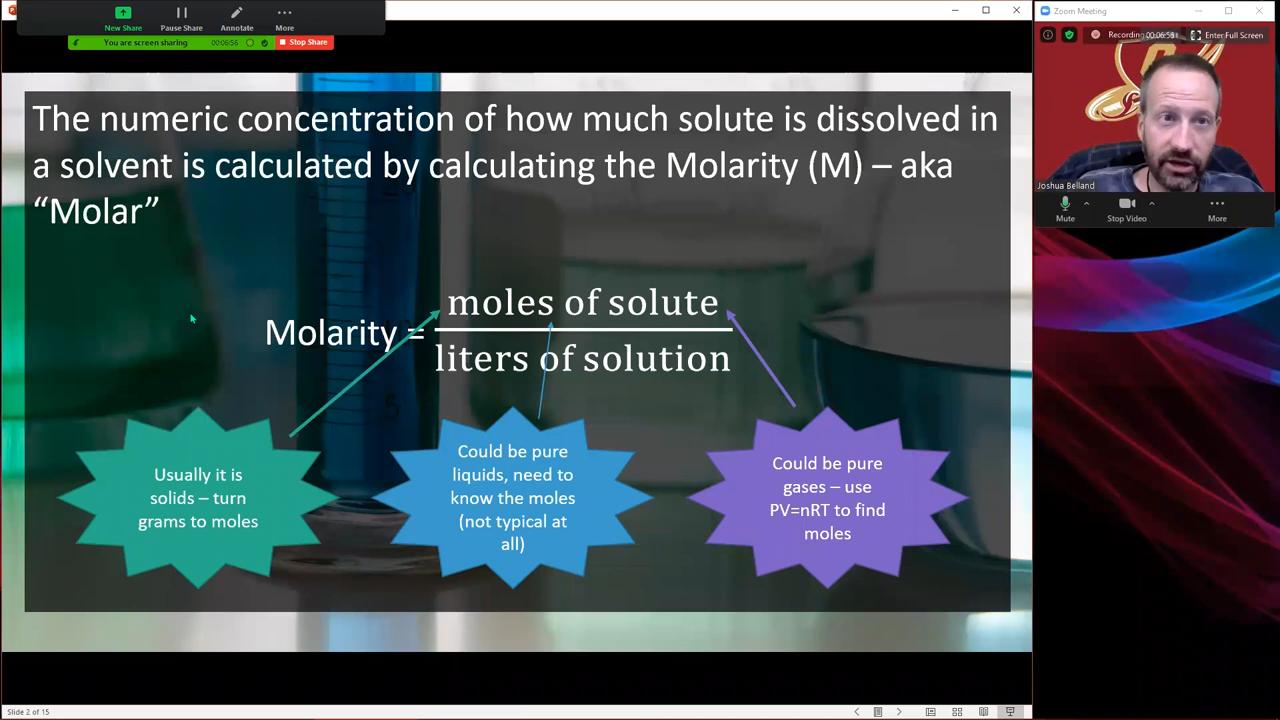 New Share
Pause Share
Annotate
More
You are screen sharing
00:06:56
Stop Share
Zoom Meeting
Recording
Enter Full Screen
Joshua Belland
Mute
Stop Video
More
The numeric concentration of how much solute is dissolved in
a solvent is calculated by calculating the Molarity (M) – aka
“Molar”
Molarity =
moles of solute
liters of solution
Usually it is
solids – turn
grams to moles
Could be pure
liquids, need to
know the moles
(not typical at
all)
Could be pure
gases – use
PV=nRT to find
moles
5
Slide 2 of 15